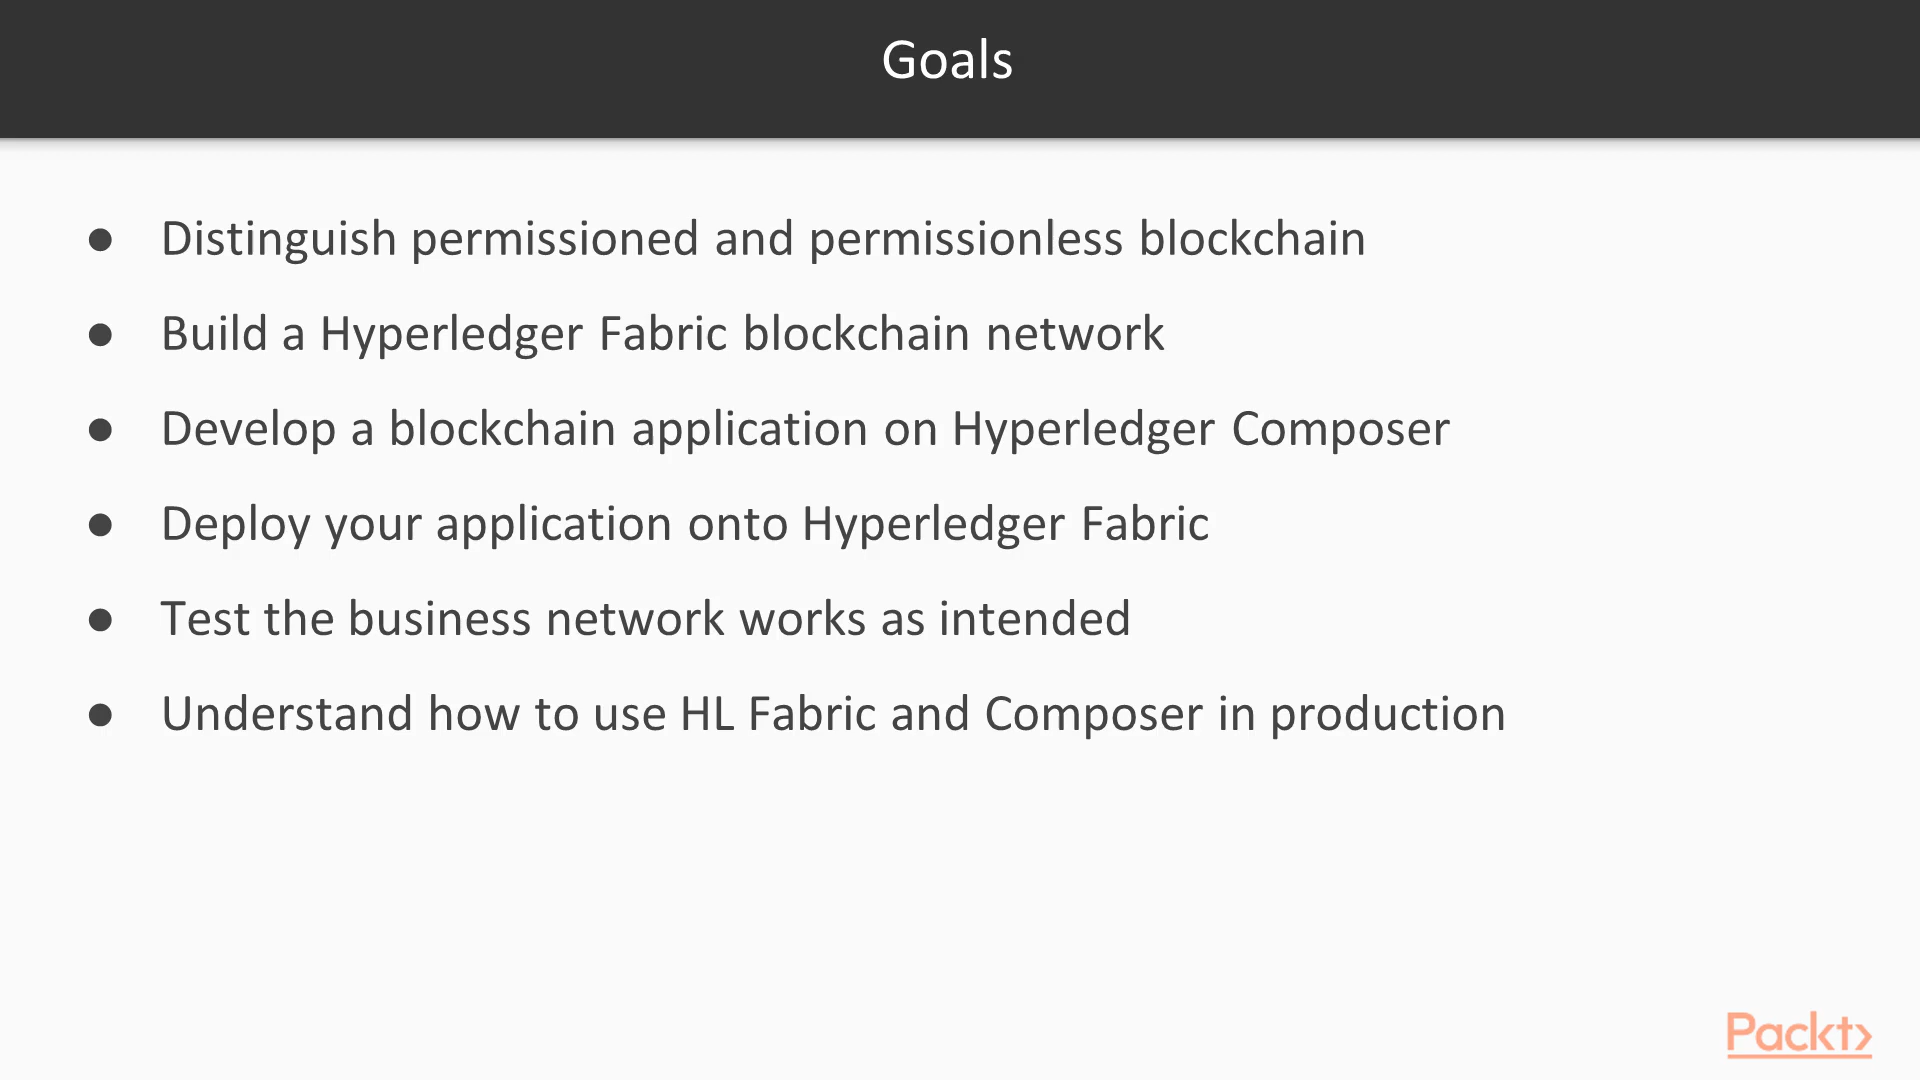 Goals
● Distinguish permissioned and permissionless blockchain
● Build a Hyperledger Fabric blockchain network
● Develop a blockchain application on Hyperledger Composer
● Deploy your application onto Hyperledger Fabric
● Test the business network works as intended
● Understand how to use HL Fabric and Composer in production
Packt>